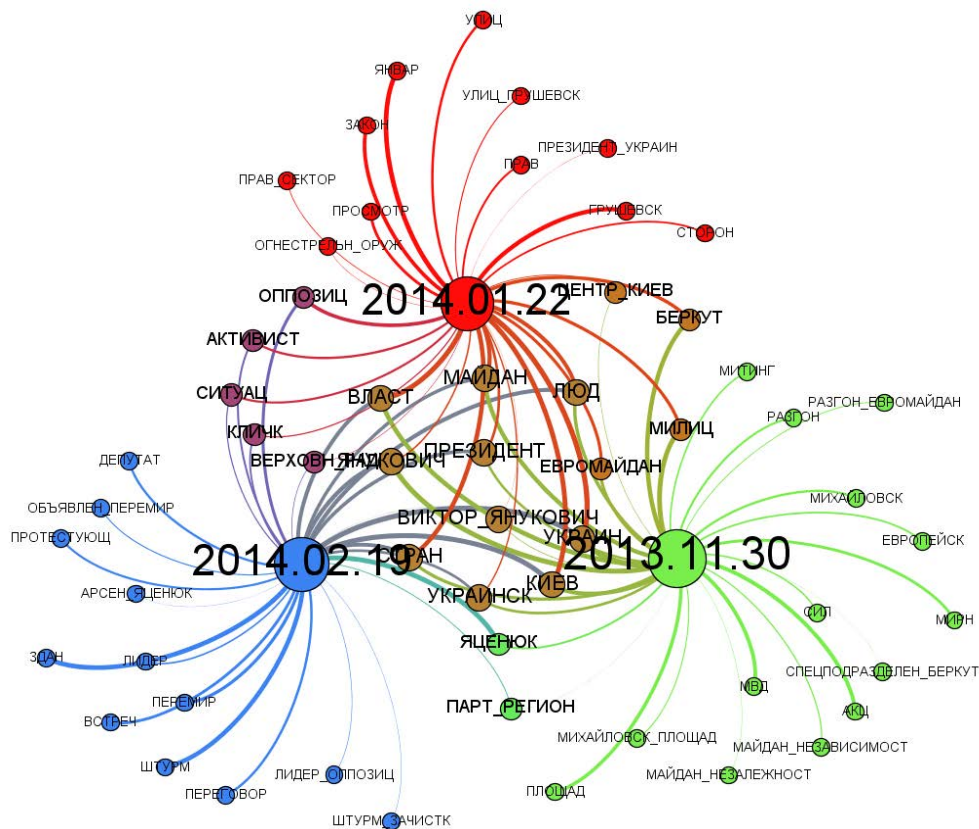 УЛИЦ
ЯНВАР
УЛИЦ_ГРУШЕВСК
ЗАКОН
ПРЕЗИДЕНТ_УКРАИН
ПРАВ
ПРАВ_СЕКТОР
ПРОСМОТР
ГРУШЕВСК
СТОРОН
ОГНЕСТРЕЛЬН_ОРУЖ
ЦЕНТР_КИЕВ
ОППОЗИЦ
2014.01.22
БЕРКУТ
АКТИВИСТ
МАЙДАН
МИТИНГ
СИТУАЦ
ВЛАСТ
ЛЮД
РАЗГОН_ЕВРОМАЙДАН
РАЗГОН
КЛИЧК
МИЛИЦ
ПРЕЗИДЕНТ
ДЕПУТАТ
ВЕРХОВН_РАД
ЯНУКОВИЧ
ЕВРОМАЙДАН
МИХАЙЛОВСК
ОБЪЯВЛЕН_ПЕРЕМИР
ВИКТОР_ЯНУКОВИЧ
ПРОТЕСТУЮЩ
УКРАИН
ЕВРОПЕЙСК
2014.02.19
СТРАН
2013.11.30
КИЕВ
АРСЕН_ЯЦЕНЮК
УКРАИНСК
СИЛ
МИРН
ЯЦЕНЮК
ЗДАН
ЛИДЕР
СПЕЦПОДРАЗДЕЛЕН_БЕРКУТ
МВД
ПЕРЕМИР
ПАРТ_РЕГИОН
АКЦ
ВСТРЕЧ
МИХАЙЛОВСК_ПЛОЩАД
МАЙДАН_НЕЗАВИСИМОСТ
ШТУРМ
ЛИДЕР_ОППОЗИЦ
МАЙДАН_НЕЗАЛЕЖНОСТ
ПЕРЕГОВОР
ПЛОЩАД
ШТУРМ_ЗАЧИСТК